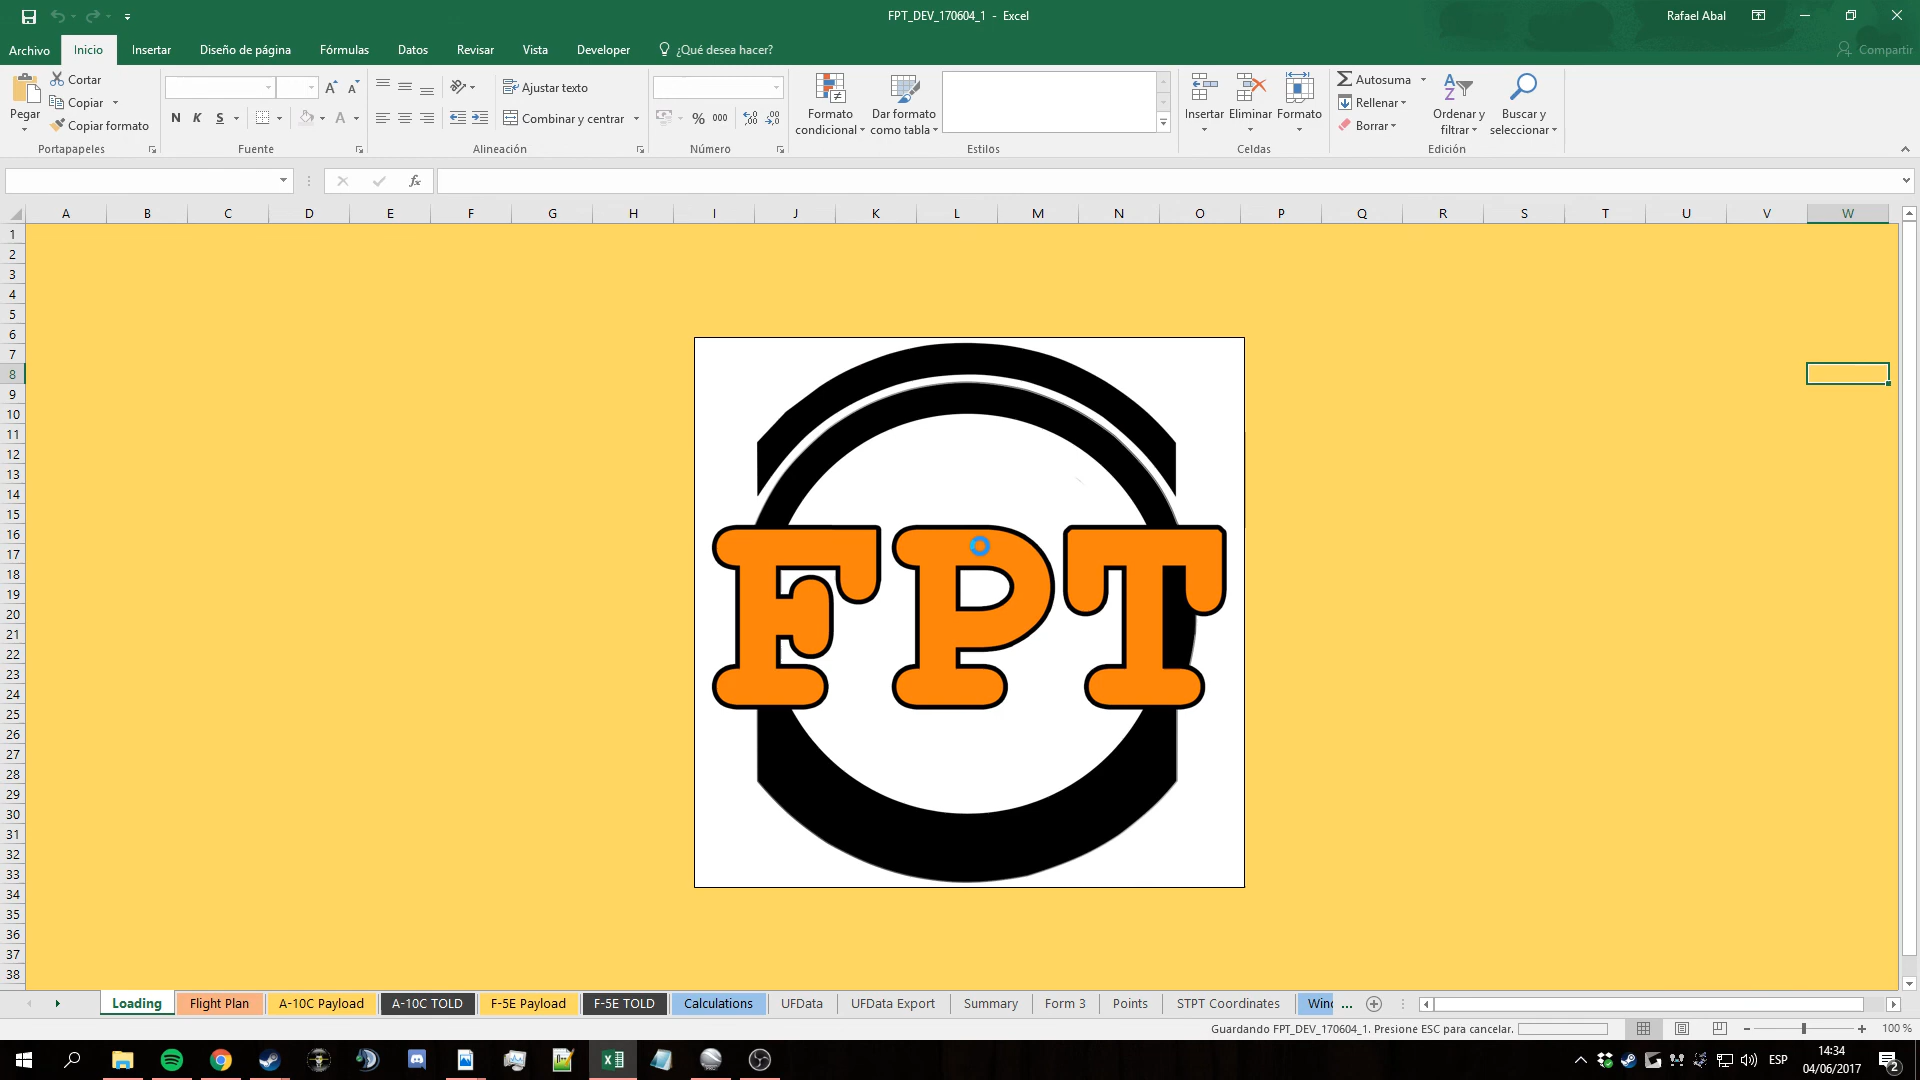 FPT_DEV_170604_1 - Excel
Rafael Abal
Archivo Inicio Insertar Diseño de página Fórmulas Datos Revisar Vista Developer ¿Qué desea hacer? Compartir
Pegar
Cortar
Copiar
Copiar formato
Portapapeles
N K S
Fuente
Ajustar texto
Combinar y centrar
Alineación
% 000
Número
Formato condicional
Dar formato como tabla
Estilos
Insertar Eliminar Formato
Celdas
Autosuma
Rellenar
Borrar
Ordenar y filtrar
Buscar y seleccionar
Edición
fx
A B C D E F G H I J K L M N O P Q R S T U V W
1
2
3
4
5
6
7
8
9
10
11
12
13
14
15
16
17
18
19
20
21
22
23
24
25
26
27
28
29
30
31
32
33
34
35
36
37
38
FPT
Loading Flight Plan A-10C Payload A-10C TOLD F-5E Payload F-5E TOLD Calculations UFData UFData Export Summary Form 3 Points STPT Coordinates Winc ...
Guardando FPT_DEV_170604_1. Presione ESC para cancelar.
100 %
ESP
14:34
04/06/2017
2